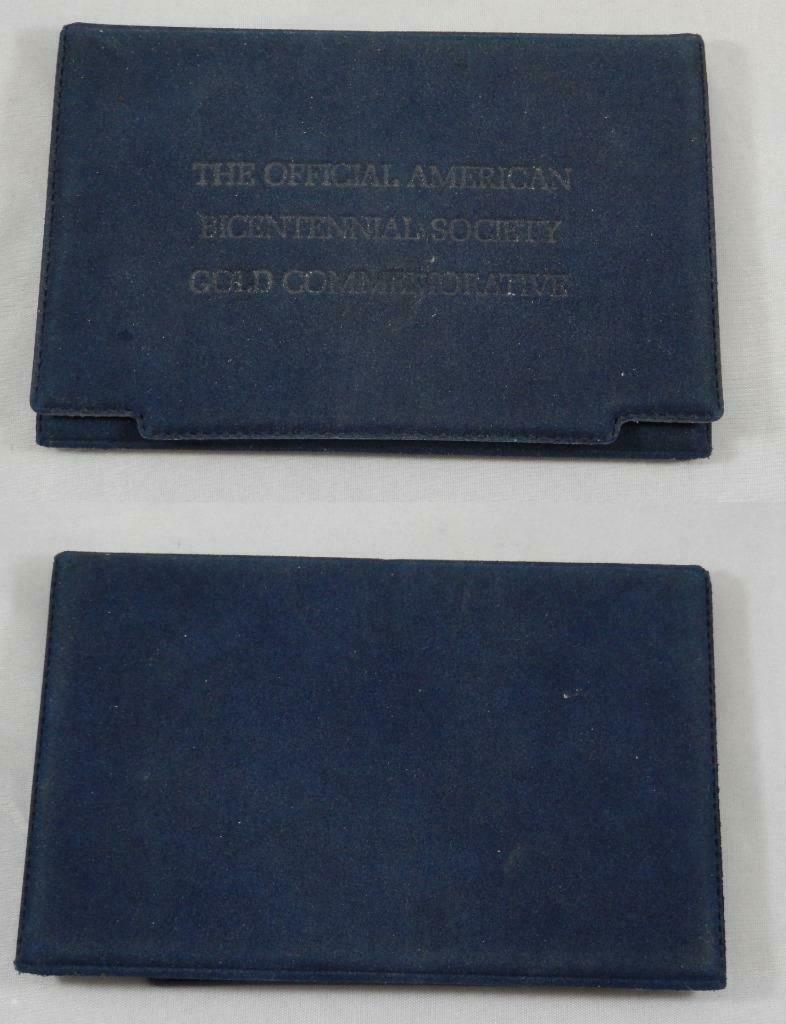 THE OFFICIAL AMERICAN
BICENTENNIAL SOCIETY
GOLD COMMEMORATIVE